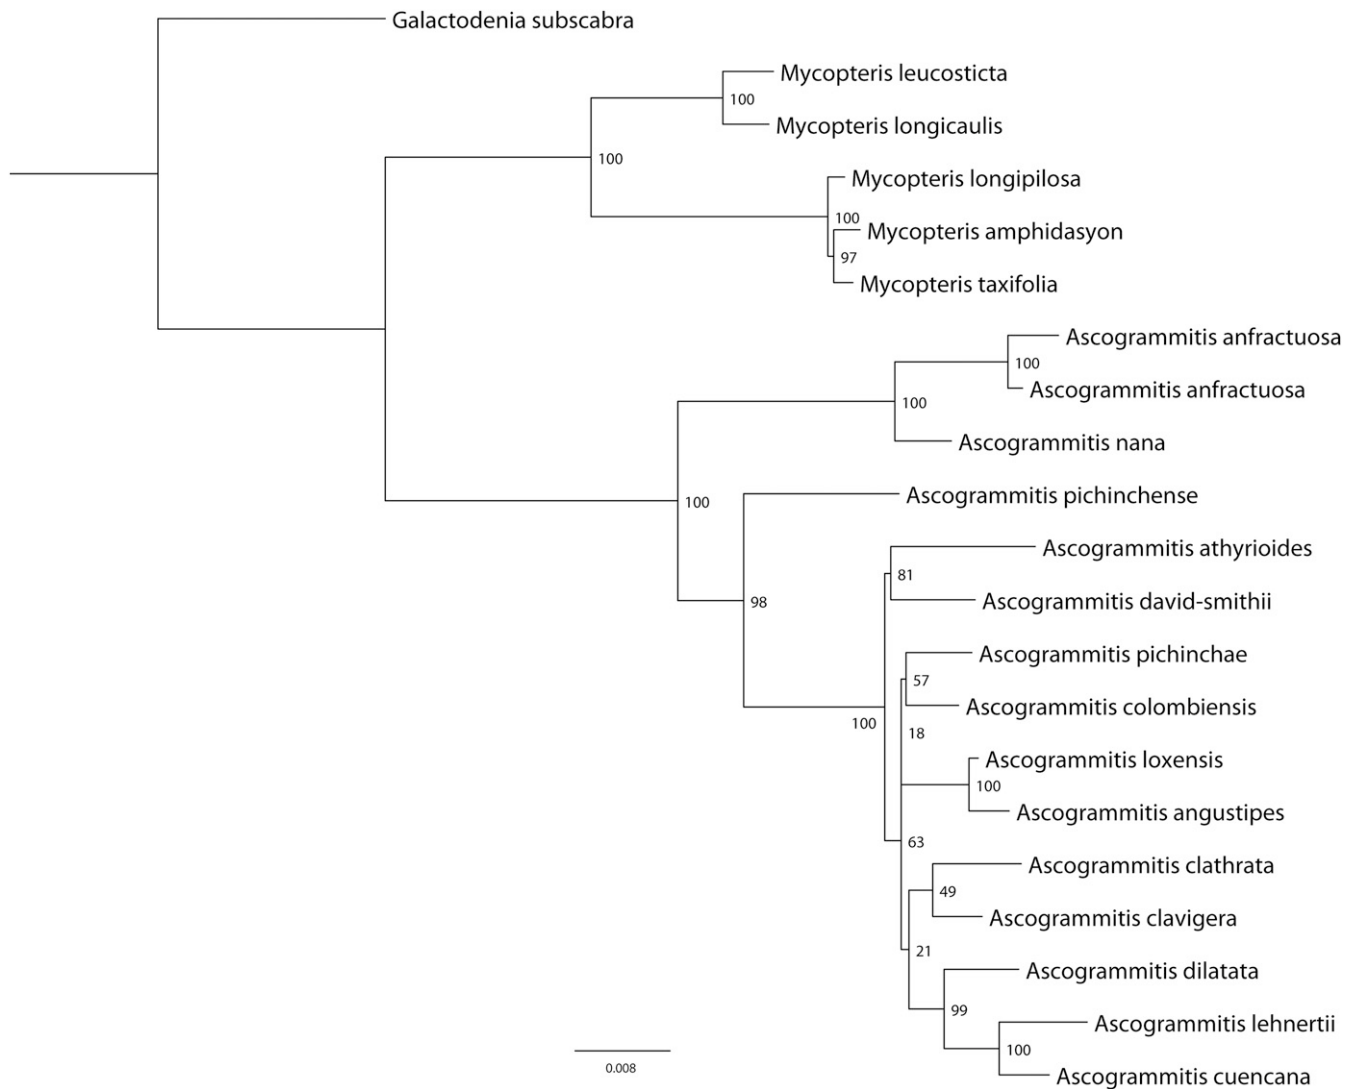 Galactodenia subscabra
Mycopteris leucosticta
100
Mycopteris longicaulis
100
Mycopteris longipilosa
100
Mycopteris amphidasyon
97
Mycopteris taxifolia
Ascogrammitis anfractuosa
100
Ascogrammitis anfractuosa
100
Ascogrammitis nana
100
Ascogrammitis pichinchense
Ascogrammitis athyrioides
81
98
Ascogrammitis david-smithii
Ascogrammitis pichinchae
57
Ascogrammitis colombiensis
100
18
Ascogrammitis loxensis
100
Ascogrammitis angustipes
63
Ascogrammitis clathrata
49
Ascogrammitis clavigera
21
Ascogrammitis dilatata
99
Ascogrammitis lehnertii
100
0.008
Ascogrammitis cuencana